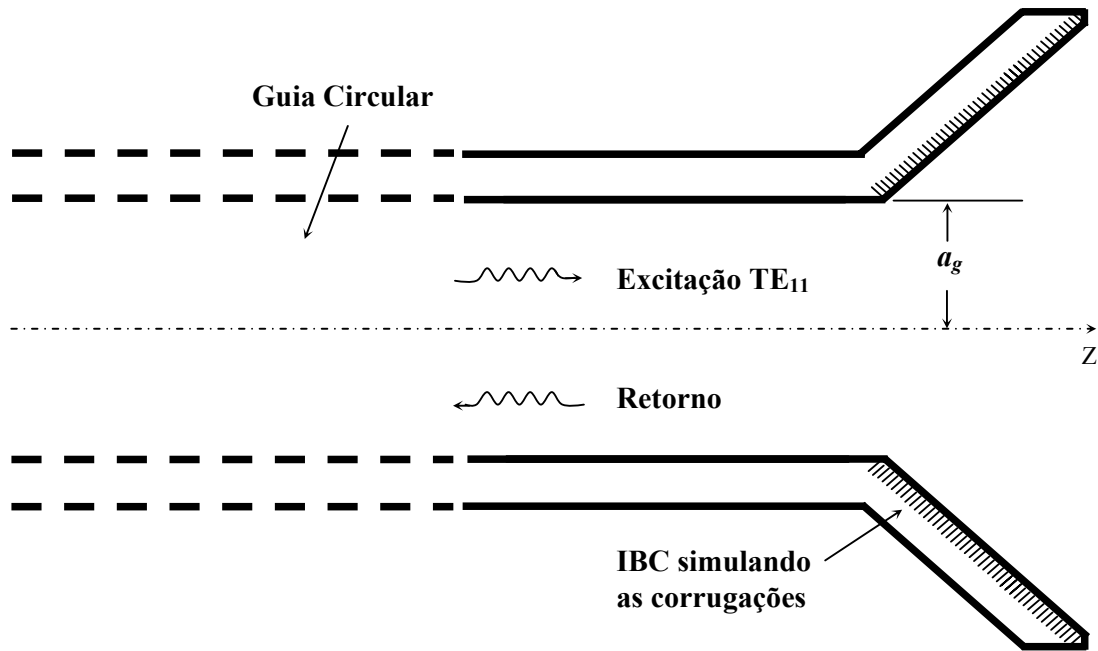 Guia Circular
a_g
Excitação TE₁₁
Z
Retorno
IBC simulando
as corrugações